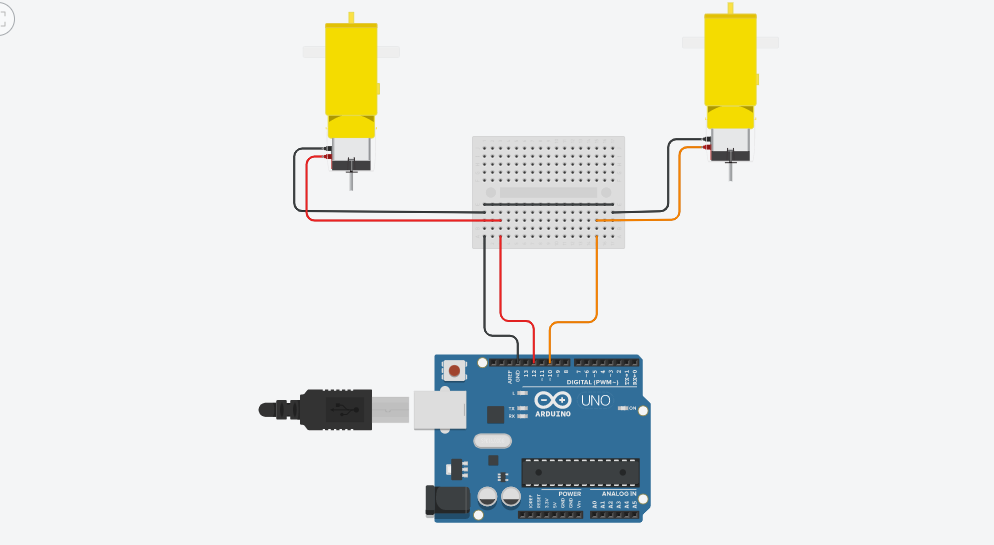 AREF
GND
13
12
~11
~10
~9
8
7
~6
~5
4
~3
2
TX→1
RX←0
DIGITAL (PWM~)
L
TX
RX
ARDUINO
UNO
ON
POWER
ANALOG IN
IOREF
RESET
3.3V
5V
GND
GND
Vin
A0
A1
A2
A3
A4
A5